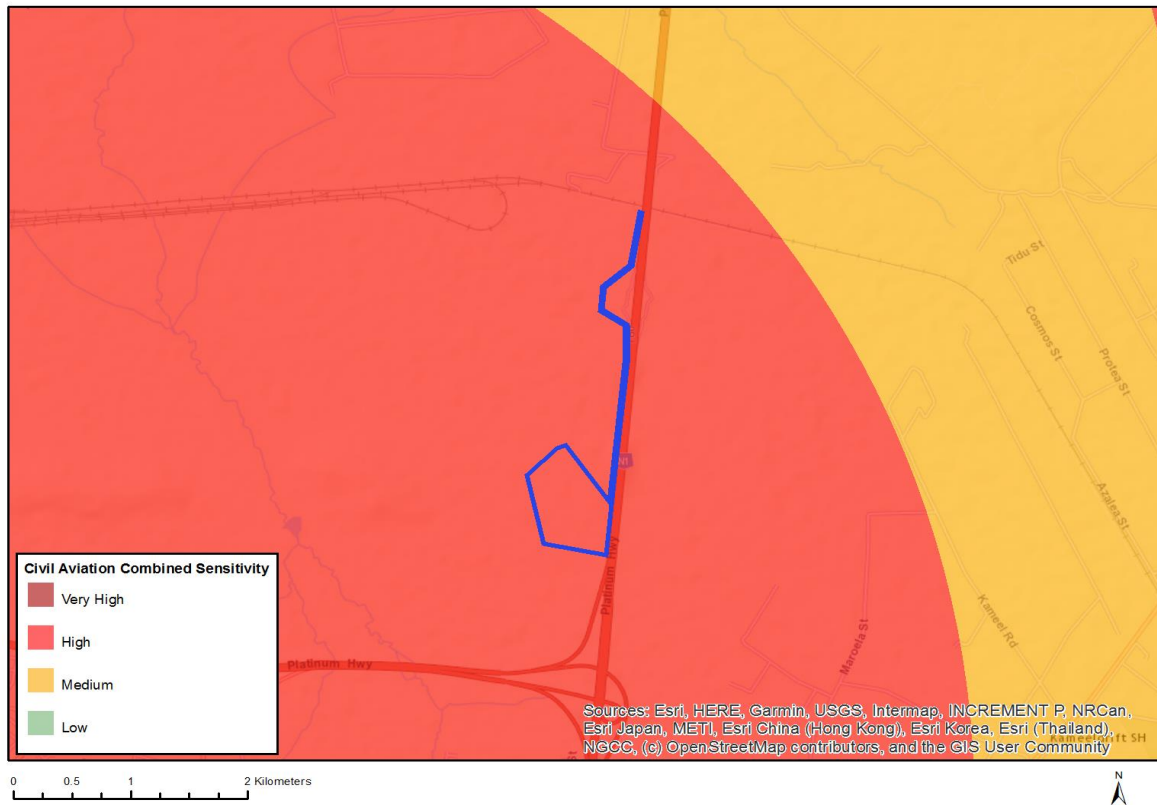 P
Tidu St
Cosmos St
Protea St
N1
Azalea St
Platinum Hwy
Kameel Rd
Maroela St
Platinum Hwy
Civil Aviation Combined Sensitivity
Very High
High
Medium
Low
Sources: Esri, HERE, Garmin, USGS, Intermap, INCREMENT P, NRCan,
Esri Japan, METI, Esri China (Hong Kong), Esri Korea, Esri (Thailand),
NGCC, (c) OpenStreetMap contributors, and the GIS User Community
Kameeldrift SH
St
0 0.5 1 2 Kilometers
N